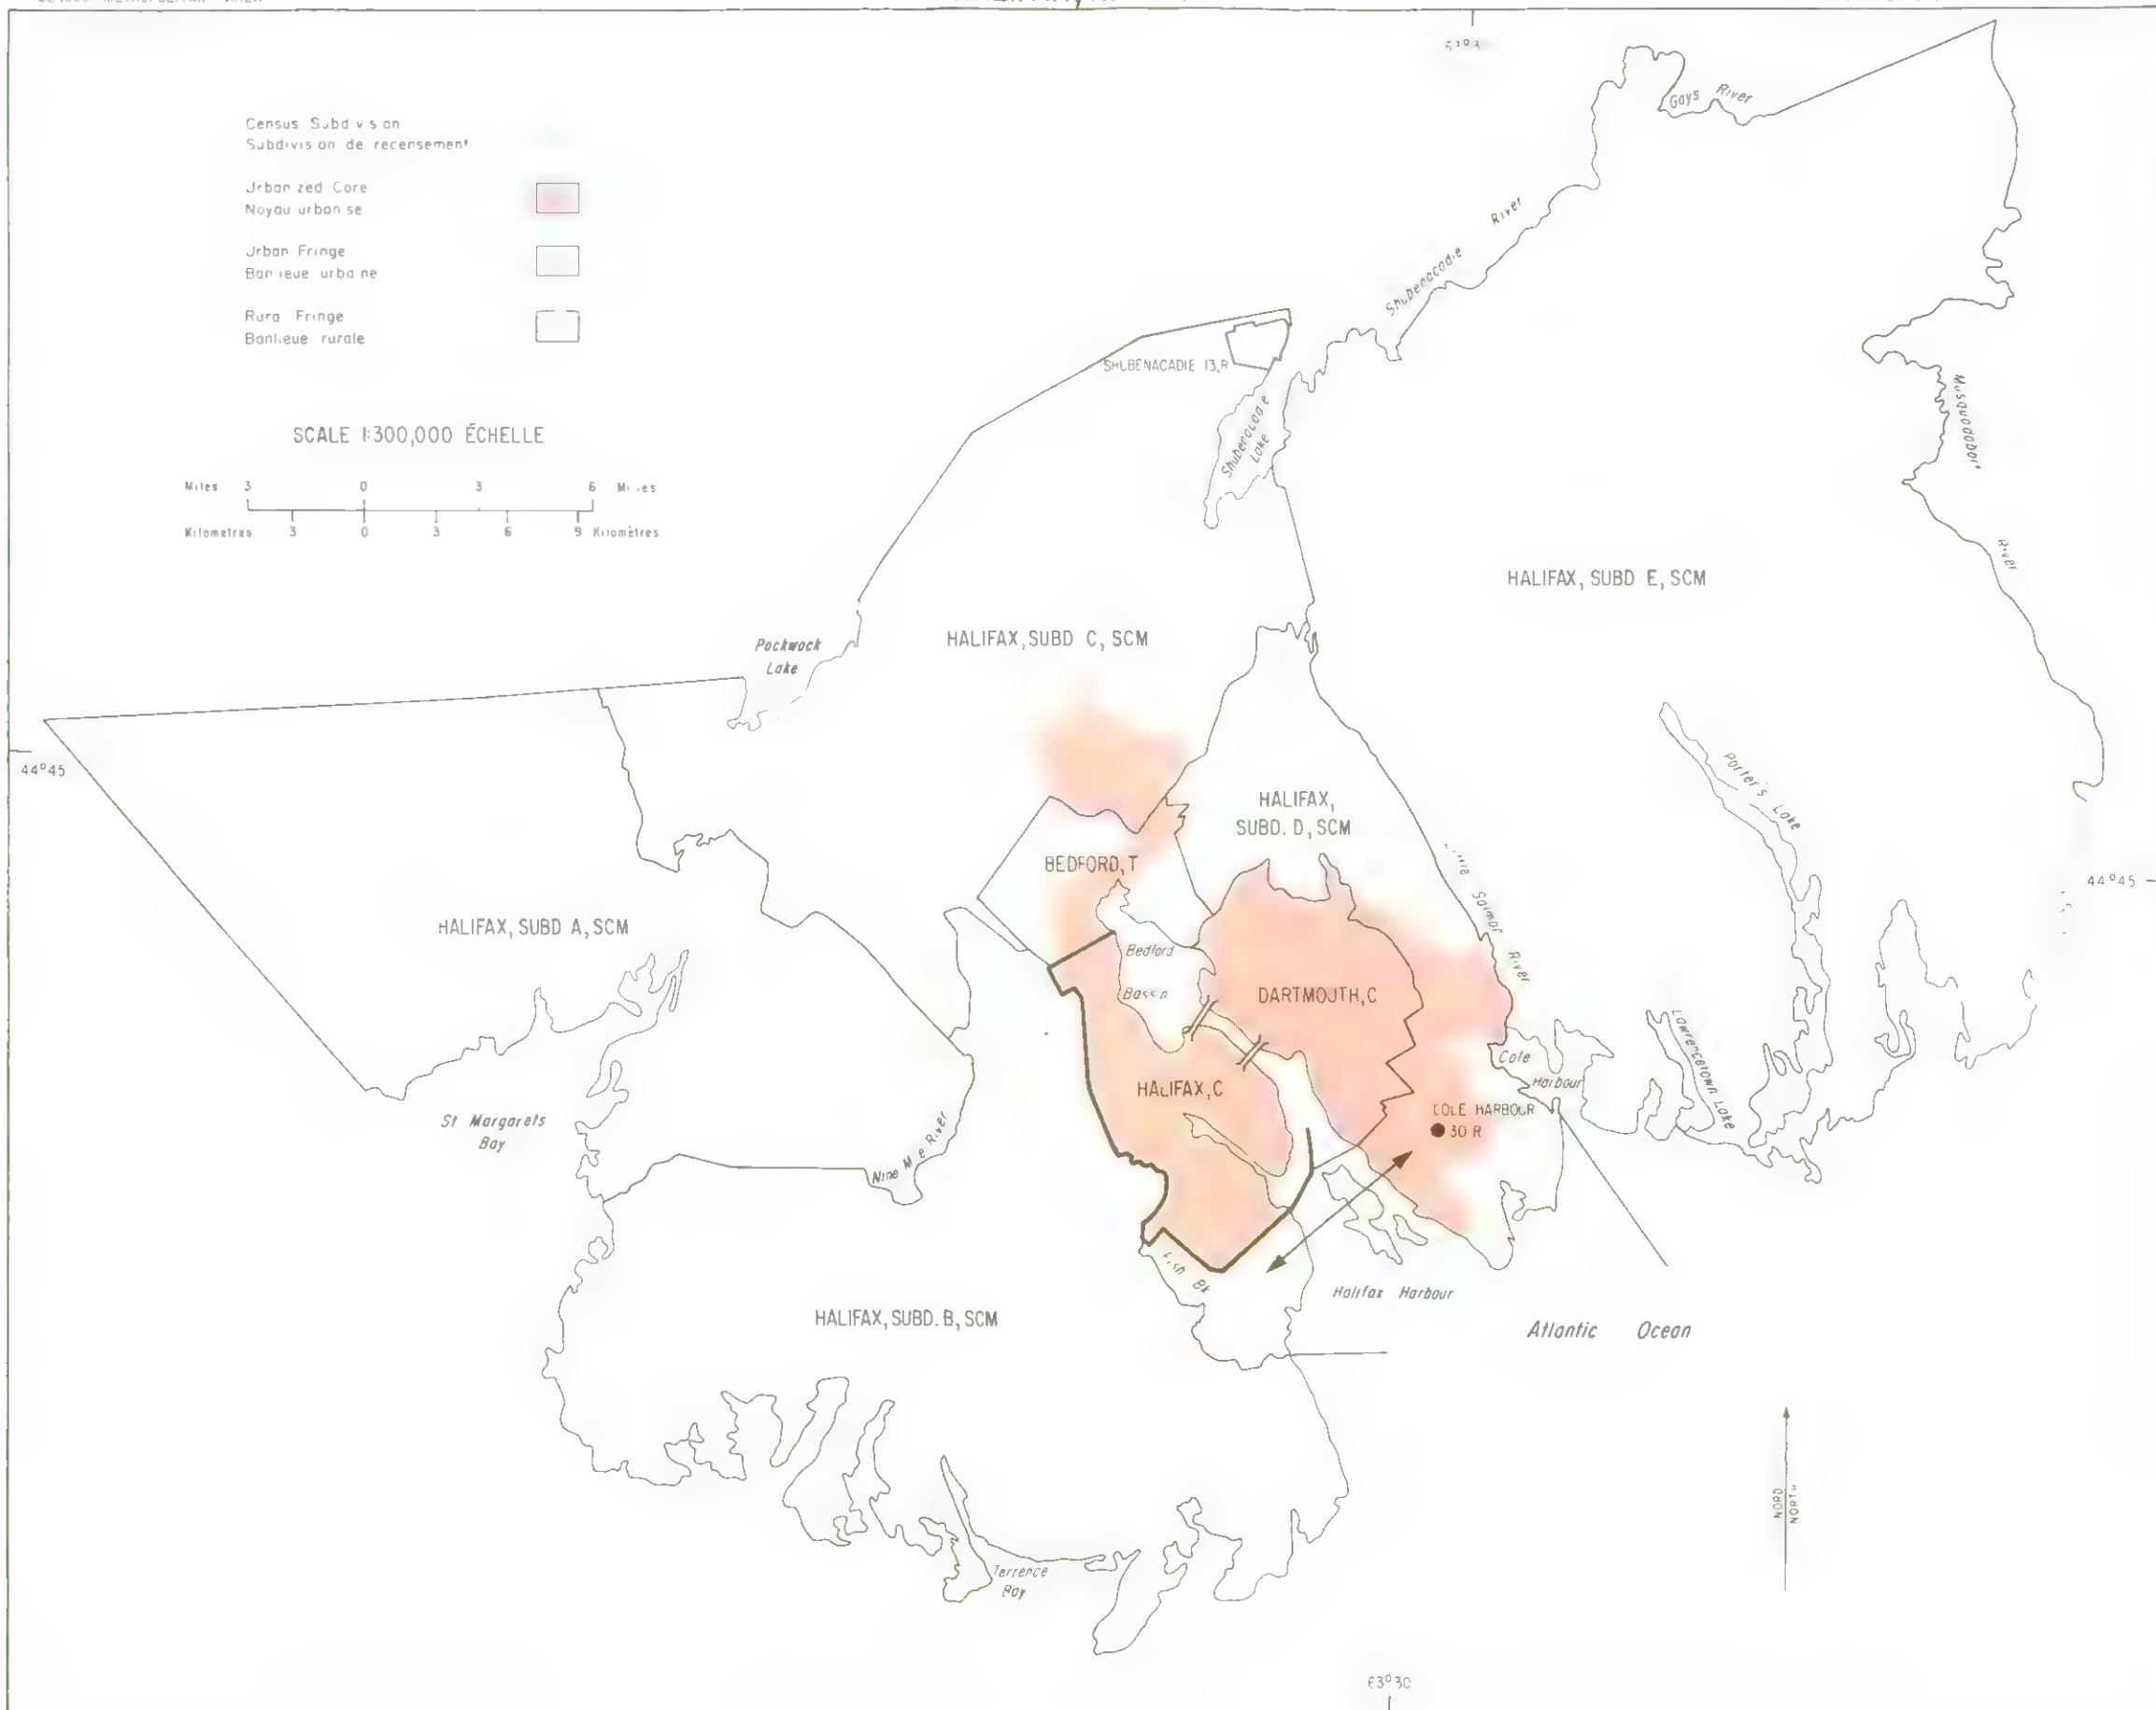 Census Subdivision
Subdivision de recensement
Urbanized Core
Noyau urbanise
Urban Fringe
Banlieue urbaine
Rural Fringe
Banlieue rurale
SCALE 1:300,000 ÉCHELLE
Miles 3 0 3 6 Miles
Kilometres 3 0 3 6 9 Kilomètres
Gays River
Shubenacadie River
SHUBENACADIE 13, R
Shubenacadie
Lake
Musquodoboit
River
HALIFAX, SUBD E, SCM
HALIFAX, SUBD C, SCM
Pockwock
Lake
44°45
Porter's Lake
HALIFAX,
SUBD. D, SCM
BEDFORD, T
Little Salmon River
44°45
HALIFAX, SUBD A, SCM
Bedford
Bassin
DARTMOUTH, C
Lawrencetown Lake
Cole
Harbour
HALIFAX, C
COLE HARBOUR
30 R
St Margarets
Bay
Nine Mile River
Fish Bk
Halifax Harbour
HALIFAX, SUBD. B, SCM
Atlantic Ocean
NORD
NORTH
Terrence
Bay
63°30